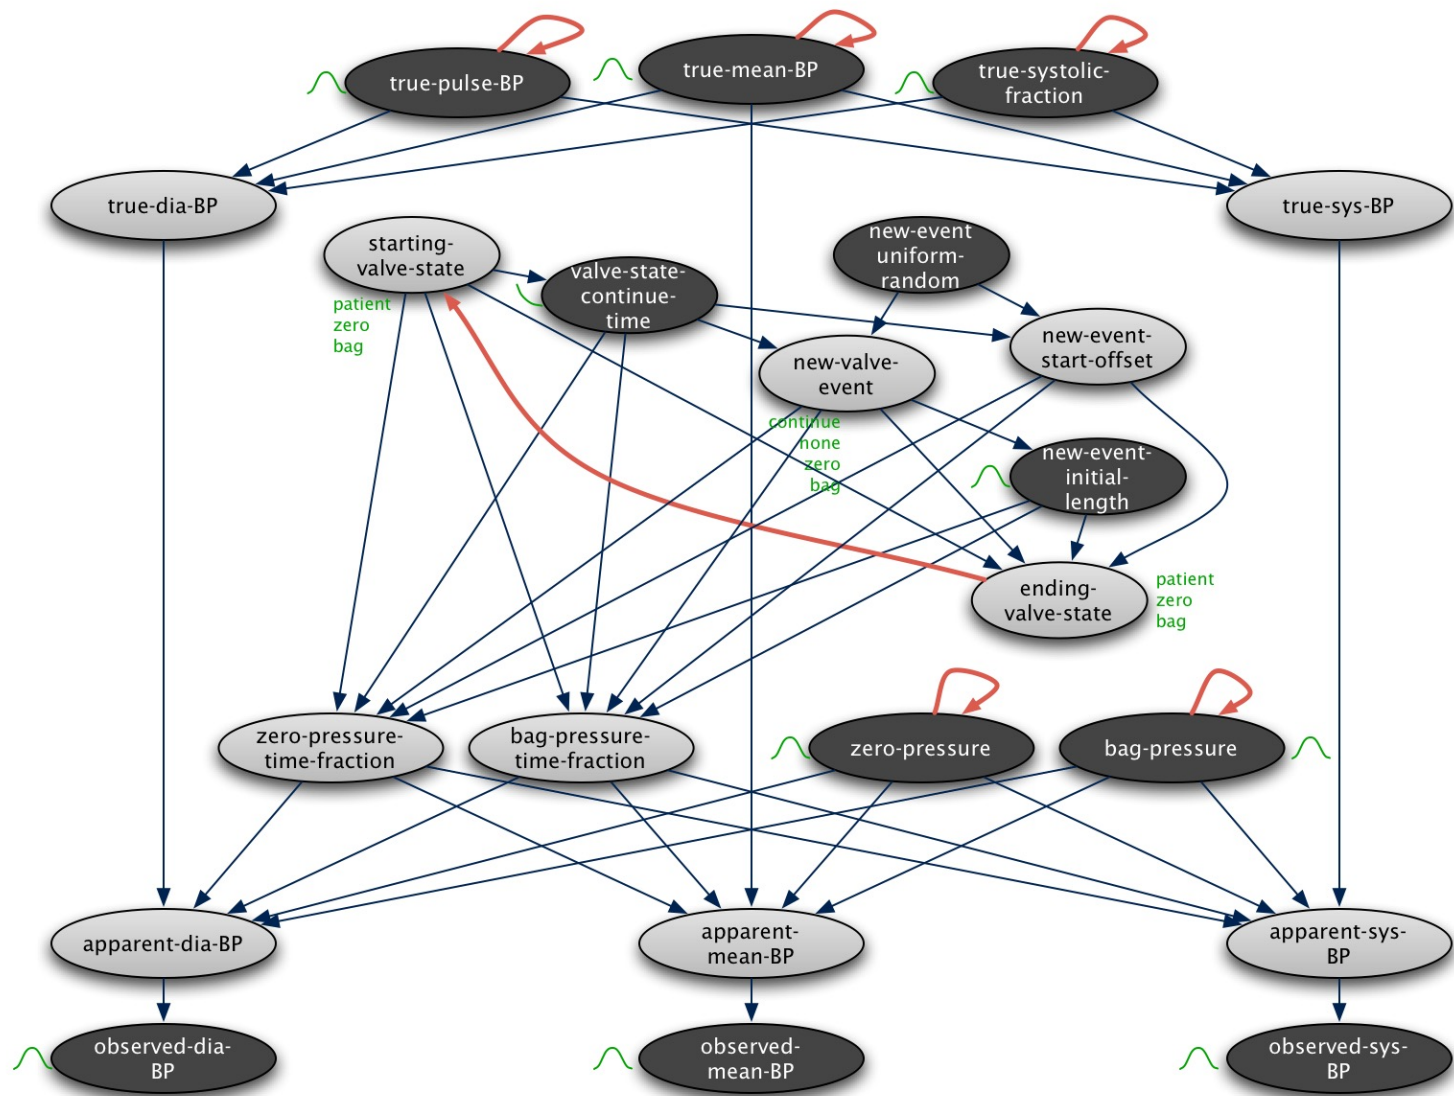 true-pulse-BP
true-mean-BP
true-systolic-
fraction
true-dia-BP
true-sys-BP
starting-
valve-state
patient
zero
bag
valve-state-
continue-
time
new-event
uniform-
random
new-event-
start-offset
new-valve-
event
continue
none
zero
bag
new-event-
initial-
length
ending-
valve-state
patient
zero
bag
zero-pressure-
time-fraction
bag-pressure-
time-fraction
zero-pressure
bag-pressure
apparent-dia-BP
apparent-
mean-BP
apparent-sys-
BP
observed-dia-
BP
observed-
mean-BP
observed-sys-
BP